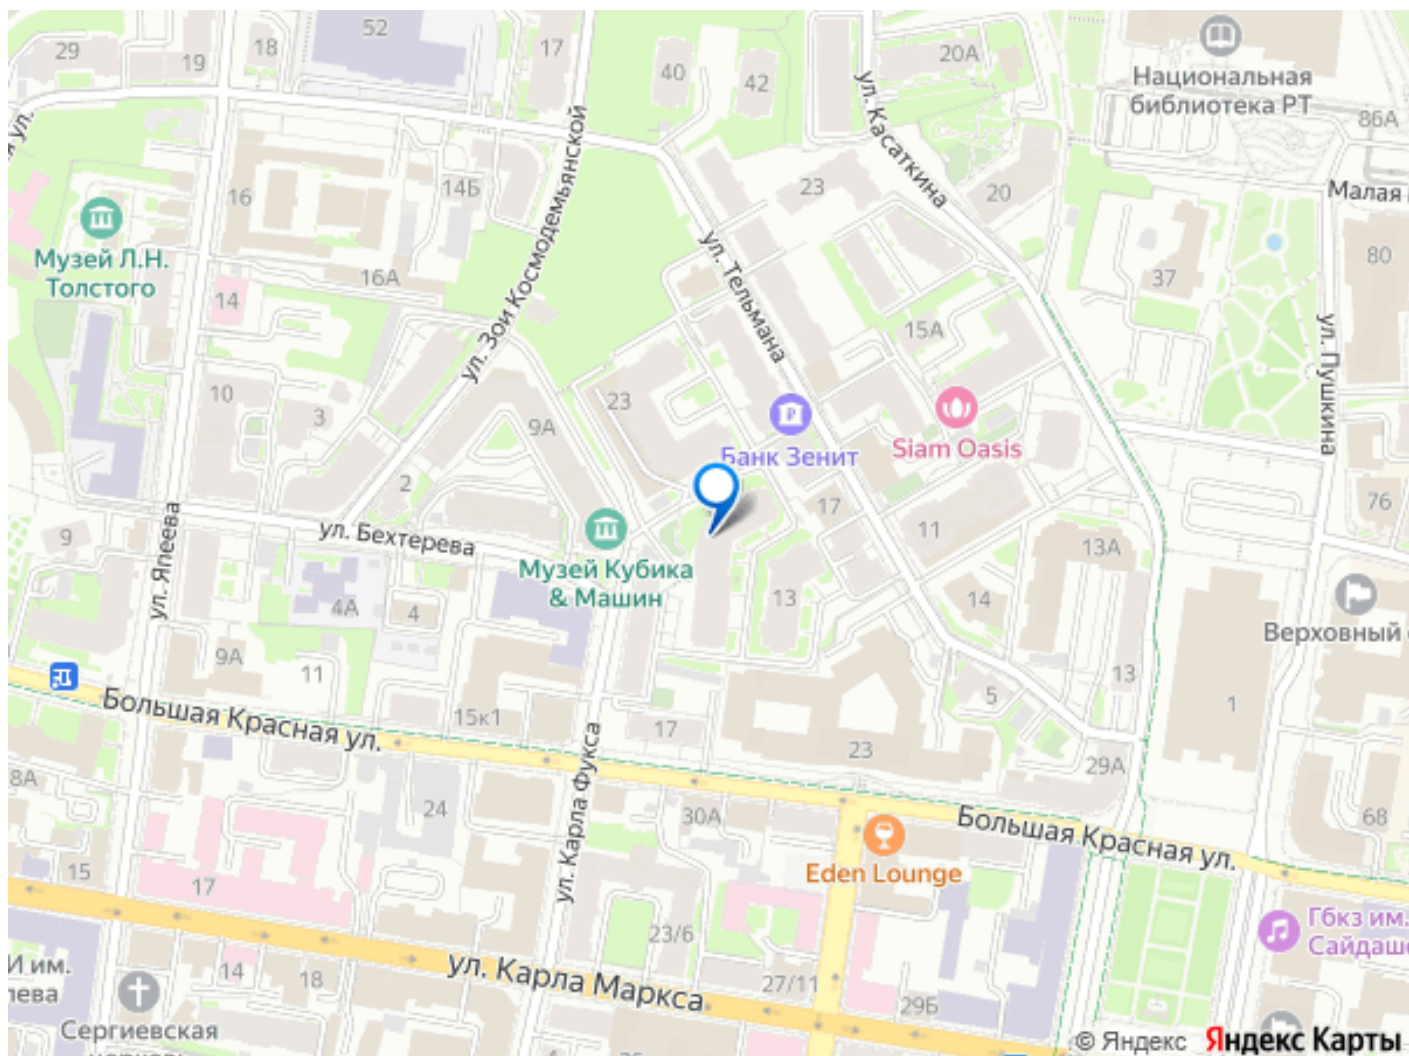 52
29
18
19
17
40
42
20А
Национальная
библиотека РТ
86А
ул. Касаткина
ул. Зои Космодемьянской
16
14Б
23
20
Малая
Музей Л.Н.
Толстого
16А
14
ул. Тельмана
37
80
15А
ул. Пушкина
10
3
9А
23
Банк Зенит
Siam Oasis
2
17
11
76
9
ул. Япеева
ул. Бехтерева
Музей Кубика
& Машин
13А
4А
4
13
14
Верховный
9А
11
5
13
1
Большая Красная ул.
15к1
17
23
29А
8А
24
ул. Карла Фукса
30А
Большая Красная ул.
68
Eden Lounge
15
17
23/6
Гбкз им.
Сайдаш
И им.
лева
14
18
ул. Карла Маркса
27/11
29Б
Сергиевская
© Яндекс Яндекс Карты